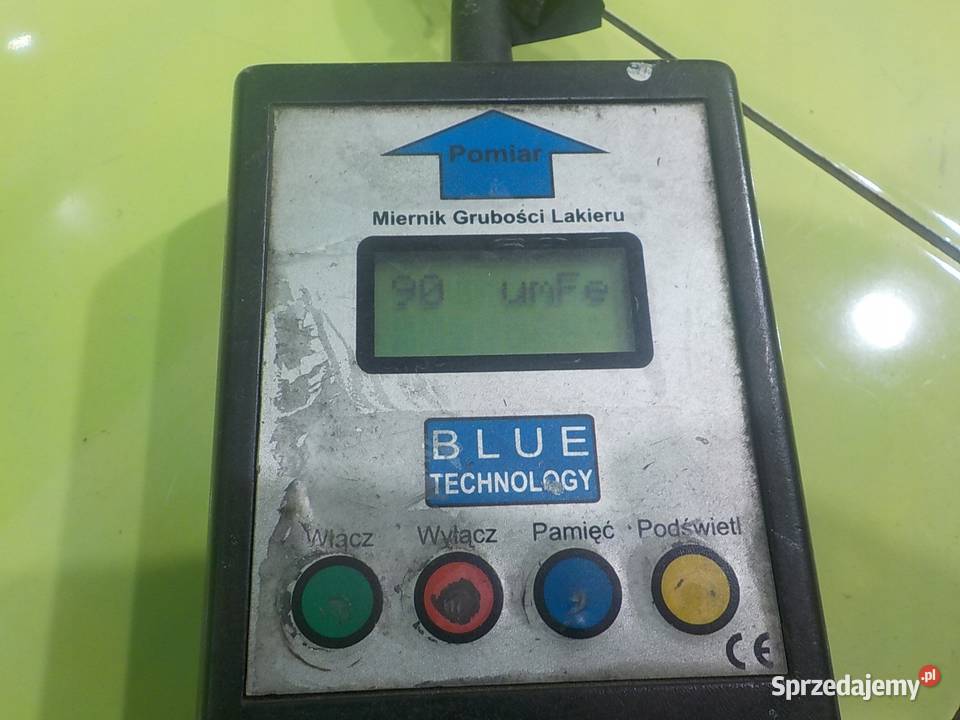 Pomiar
Miernik Grubości Lakieru
90 umFe
BLUE
TECHNOLOGY
Włącz Wyłącz Pamięć Podświetl
CE
Sprzedajemy.pl